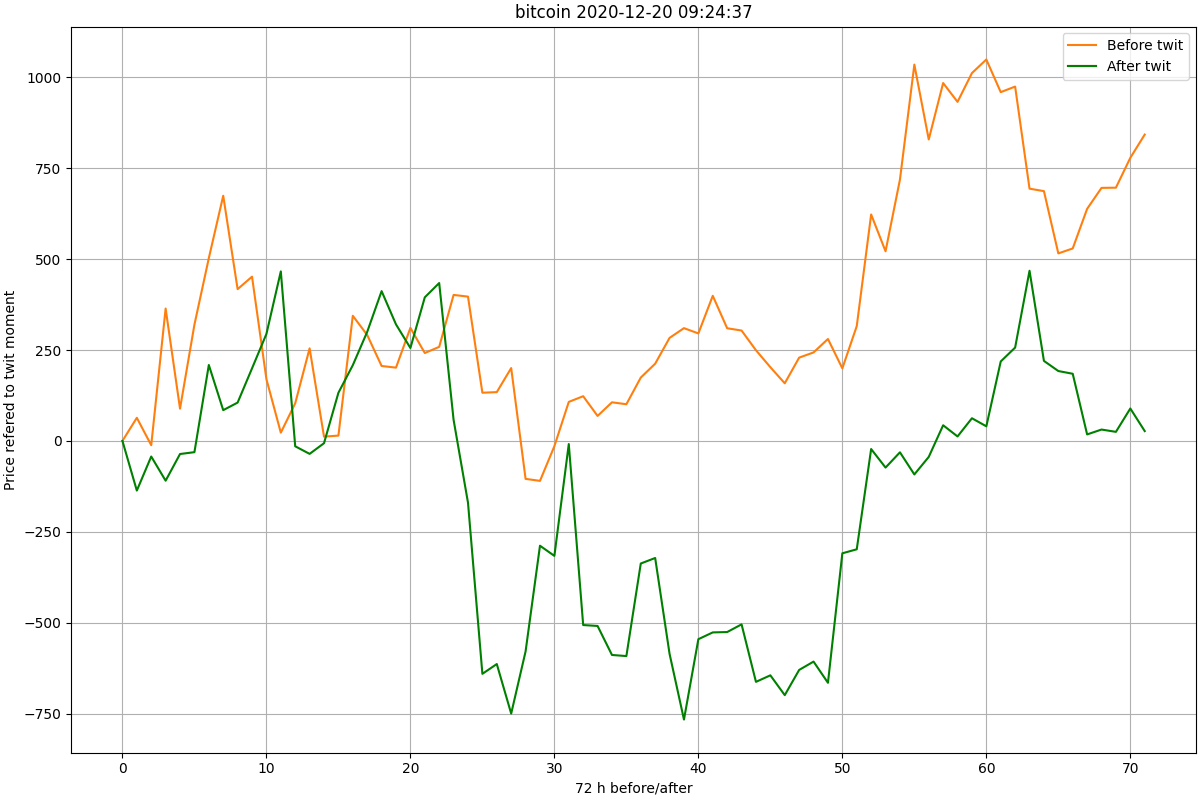 bitcoin 2020-12-20 09:24:37
Before twit
After twit
1000
750
500
250
0
−250
−500
−750
Price refered to twit moment
0 10 20 30 40 50 60 70
72 h before/after